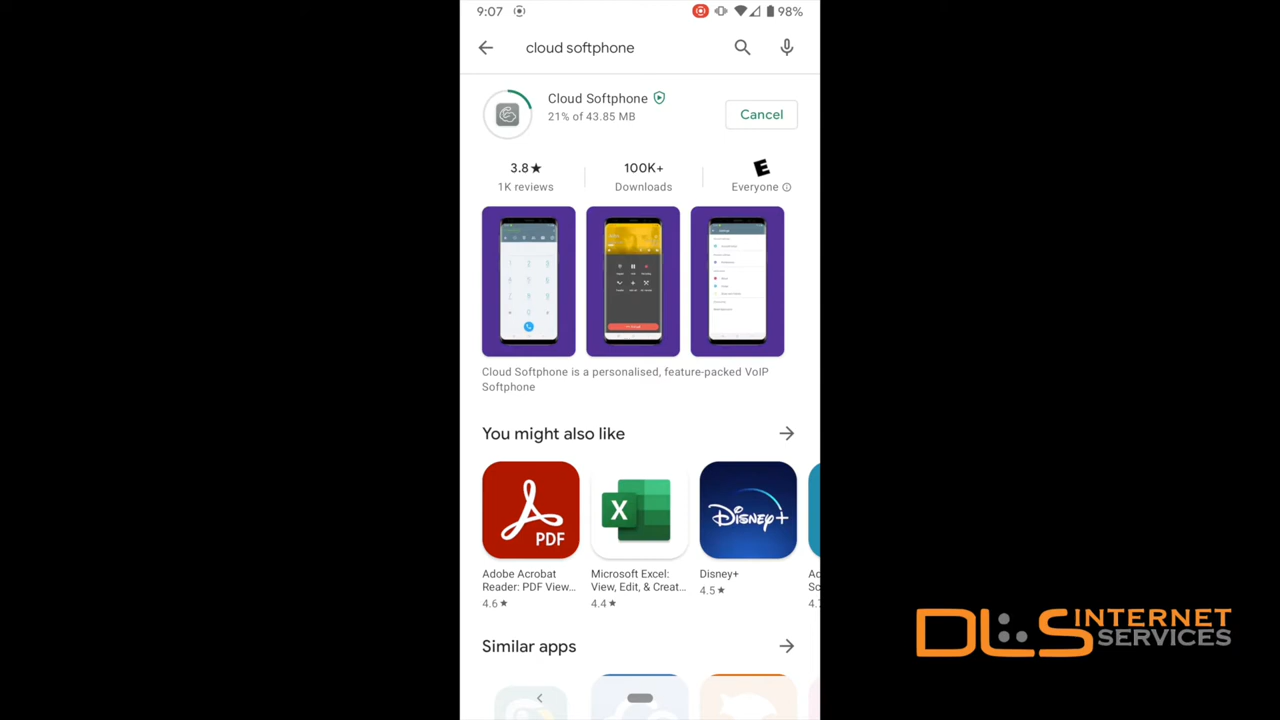 9:07
98%
cloud softphone
Cloud Softphone
21% of 43.85 MB
Cancel
3.8★
1K reviews
100K+
Downloads
E
Everyone
Cloud Softphone is a personalised, feature-packed VoIP
Softphone
You might also like
PDF
X
Disney+
Adobe Acrobat
Reader: PDF View...
4.6★
Microsoft Excel:
View, Edit, & Creat...
4.4★
Disney+
4.5★
Similar apps
DLS INTERNET
SERVICES